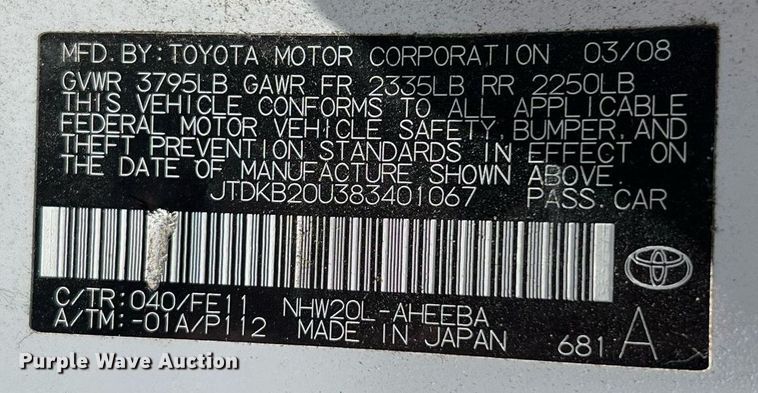 MFD. BY: TOYOTA MOTOR CORPORATION 03/08
GVWR 3795LB GAWR FR 2335LB RR 2250LB
THIS VEHICLE CONFORMS TO ALL APPLICABLE
FEDERAL MOTOR VEHICLE SAFETY, BUMPER, AND
THEFT PREVENTION STANDARDS IN EFFECT ON
THE DATE OF MANUFACTURE SHOWN ABOVE.
JTDKB20U383401067 PASS. CAR
C/TR: 040/FE11 NHW20L-AHEEBA
A/TM: -01A/P112 MADE IN JAPAN 681 A
Purple Wave Auction